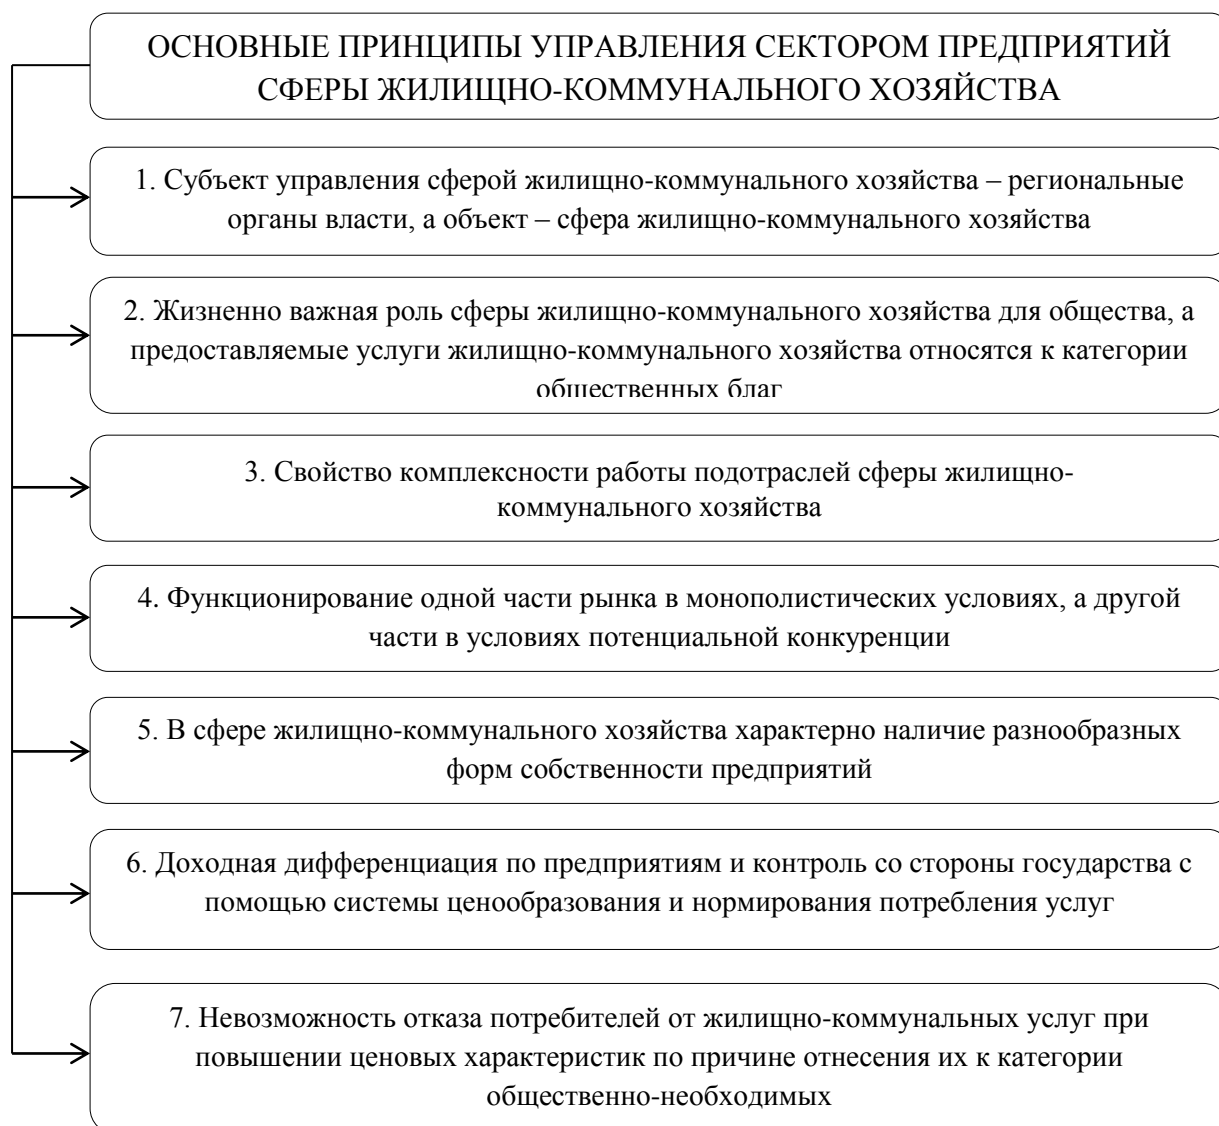 ОСНОВНЫЕ ПРИНЦИПЫ УПРАВЛЕНИЯ СЕКТОРОМ ПРЕДПРИЯТИЙ
СФЕРЫ ЖИЛИЩНО-КОММУНАЛЬНОГО ХОЗЯЙСТВА
1. Субъект управления сферой жилищно-коммунального хозяйства – региональные
органы власти, а объект – сфера жилищно-коммунального хозяйства
2. Жизненно важная роль сферы жилищно-коммунального хозяйства для общества, а
предоставляемые услуги жилищно-коммунального хозяйства относятся к категории
общественных благ
3. Свойство комплексности работы подотраслей сферы жилищно-
коммунального хозяйства
4. Функционирование одной части рынка в монополистических условиях, а другой
части в условиях потенциальной конкуренции
5. В сфере жилищно-коммунального хозяйства характерно наличие разнообразных
форм собственности предприятий
6. Доходная дифференциация по предприятиям и контроль со стороны государства с
помощью системы ценообразования и нормирования потребления услуг
7. Невозможность отказа потребителей от жилищно-коммунальных услуг при
повышении ценовых характеристик по причине отнесения их к категории
общественно-необходимых